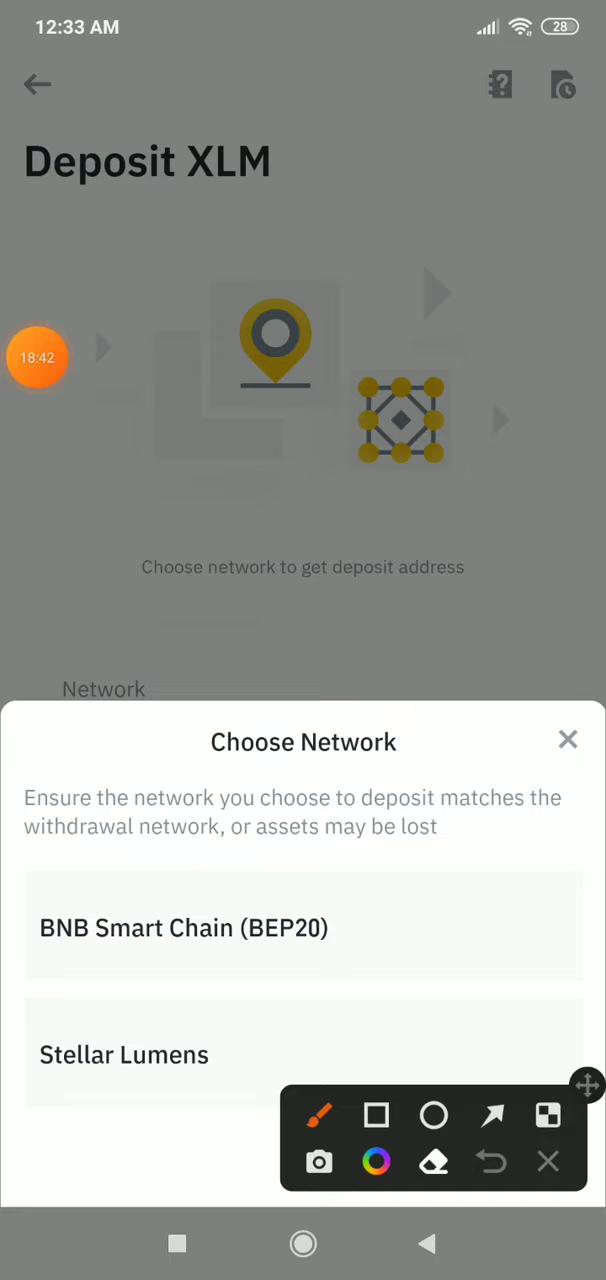 12:33 AM
28
Deposit XLM
18:42
Choose network to get deposit address
Network
Choose Network
Ensure the network you choose to deposit matches the
withdrawal network, or assets may be lost
BNB Smart Chain (BEP20)
Stellar Lumens